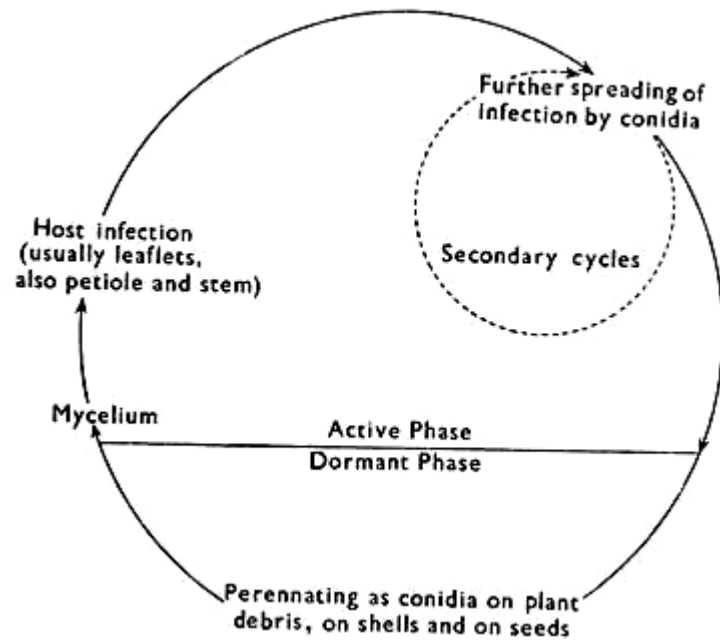 Further spreading of
infection by conidia
Host infection
(usually leaflets,
also petiole and stem)
Secondary cycles
Mycelium
Active Phase
Dormant Phase
Perennating as conidia on plant
debris, on shells and on seeds